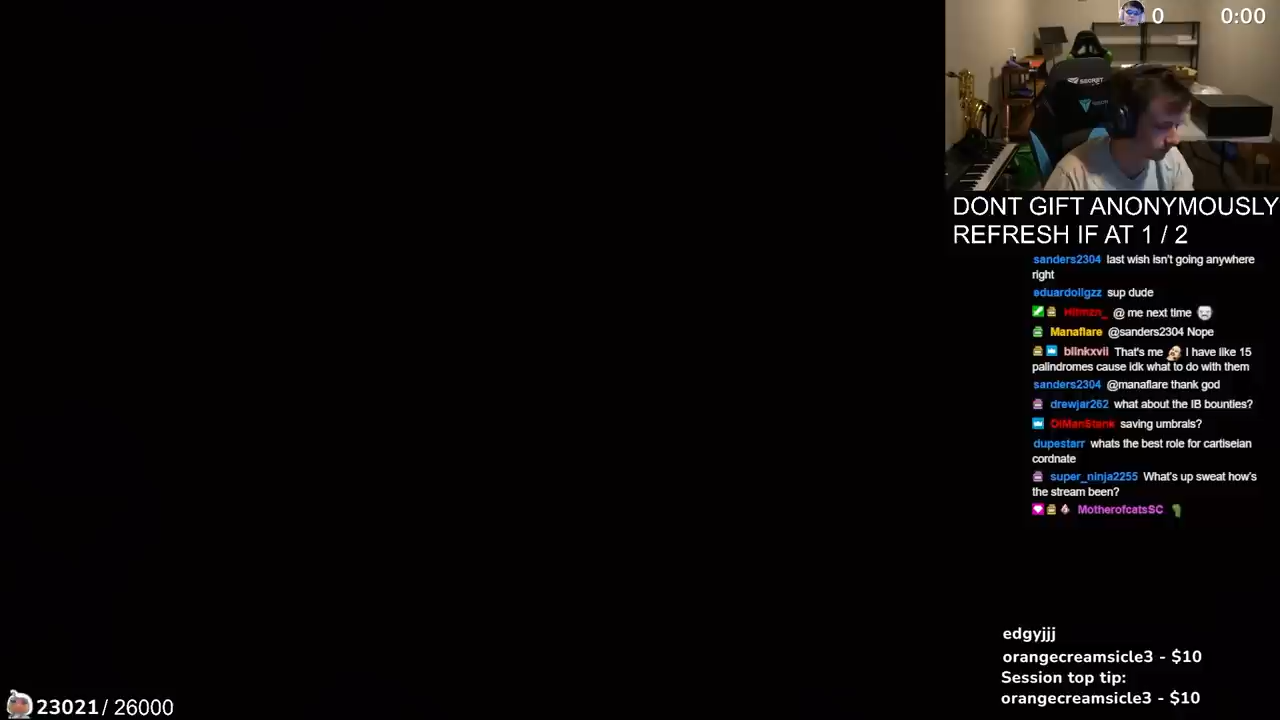 0 0:00
SECRET
DONT GIFT ANONYMOUSLY
REFRESH IF AT 1 / 2
sanders2304 last wish isn't going anywhere
right
eduardollgzz sup dude
@ me next time
Manaflare @sanders2304 Nope
blinkxvii That's me I have like 15
palindromes cause idk what to do with them
sanders2304 @manaflare thank god
drewjar262 what about the IB bounties?
DiManStank saving umbrals?
dupestarr whats the best role for cartiseian
cordnate
super_ninja2255 What's up sweat how's
the stream been?
MotherofcatsSC
edgyjjj
orangecreamsicle3 - $10
Session top tip:
orangecreamsicle3 - $10
23021 / 26000